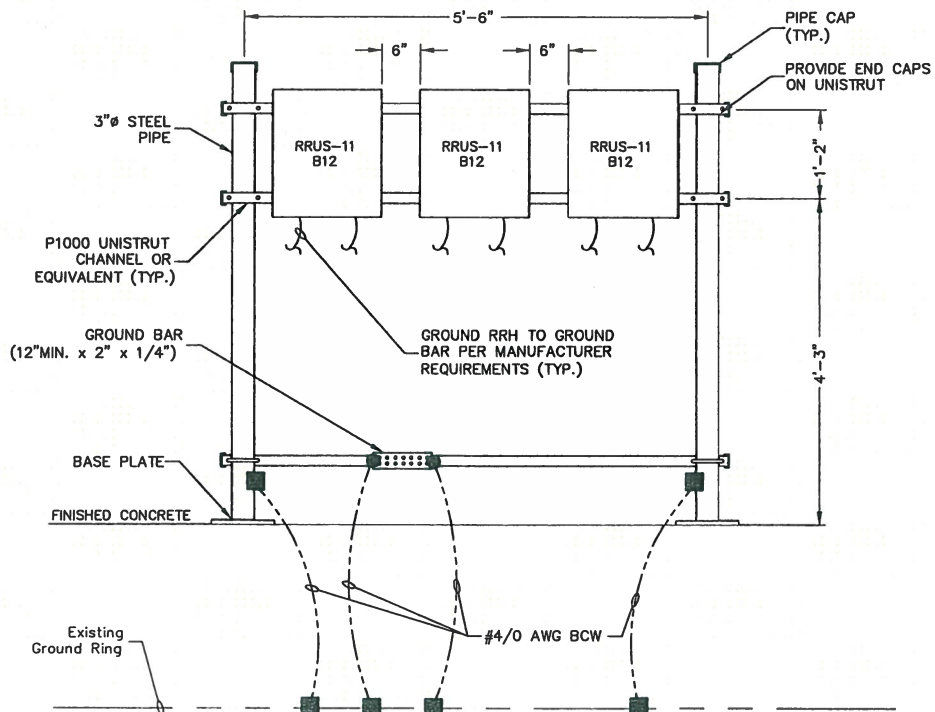 5'-6"
PIPE CAP
(TYP.)
6"
6"
PROVIDE END CAPS
ON UNISTRUT
3"ø STEEL
PIPE
RRUS-11
B12
RRUS-11
B12
RRUS-11
B12
1'-2"
P1000 UNISTRUT
CHANNEL OR
EQUIVALENT (TYP.)
GROUND BAR
(12"MIN. x 2" x 1/4")
GROUND RRH TO GROUND
BAR PER MANUFACTURER
REQUIREMENTS (TYP.)
4'-3"
BASE PLATE
FINISHED CONCRETE
#4/0 AWG BCW
Existing
Ground Ring